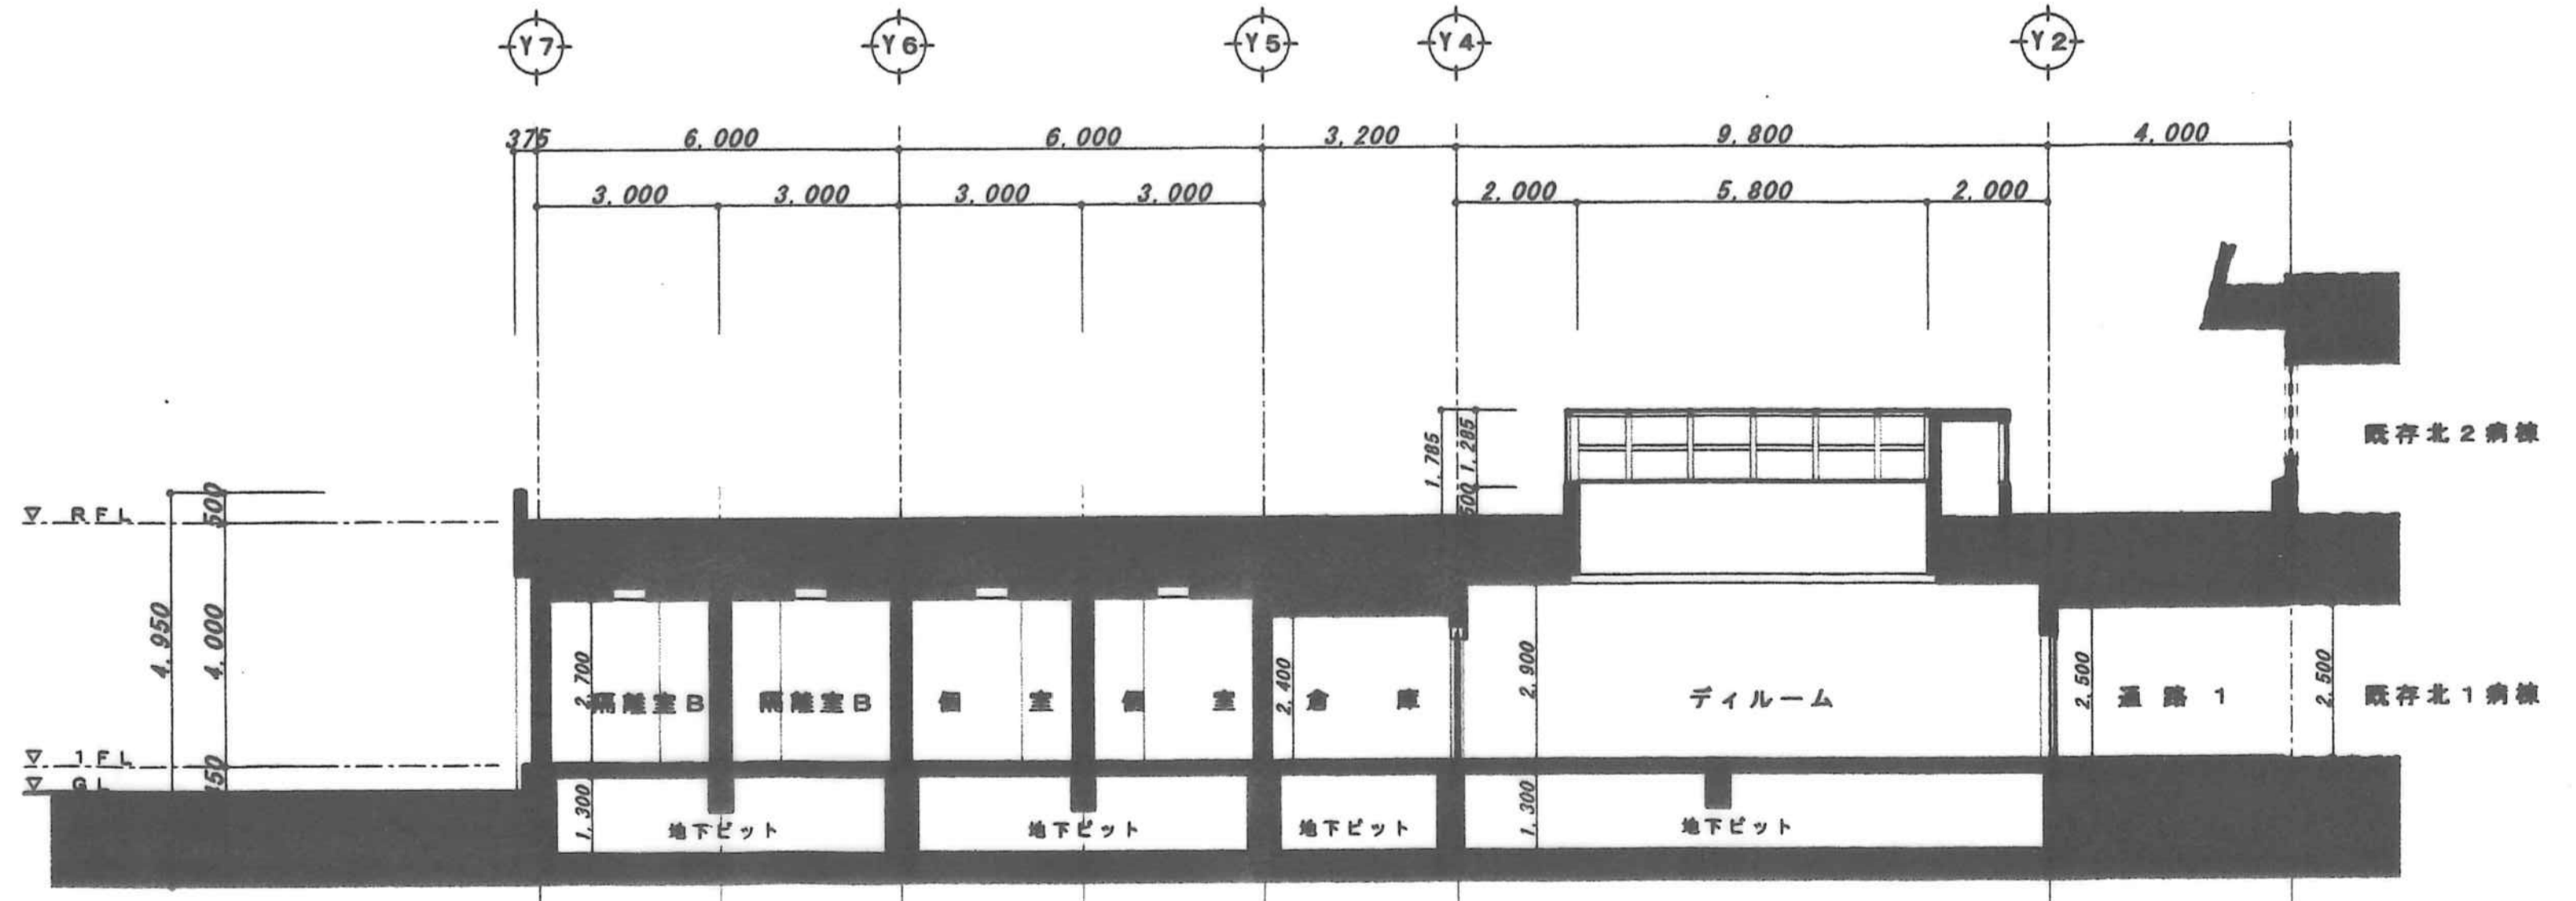 Y7 Y6 Y5 Y4 Y2
375 6,000 6,000 3,200 9,800 4,000
3,000 3,000 3,000 3,000 2,000 5,800 2,000
1,785 1,285
500
既存北2病棟
500
▽ RFL
4,950 4,000
2,700 2,400 2,900 2,500 2,500
隔離室B 隔離室B 個室 個室 倉庫 ディルーム 通路1 既存北1病棟
▽ 1FL
▽ GL
1,300 1,300
地下ピット 地下ピット 地下ピット 地下ピット